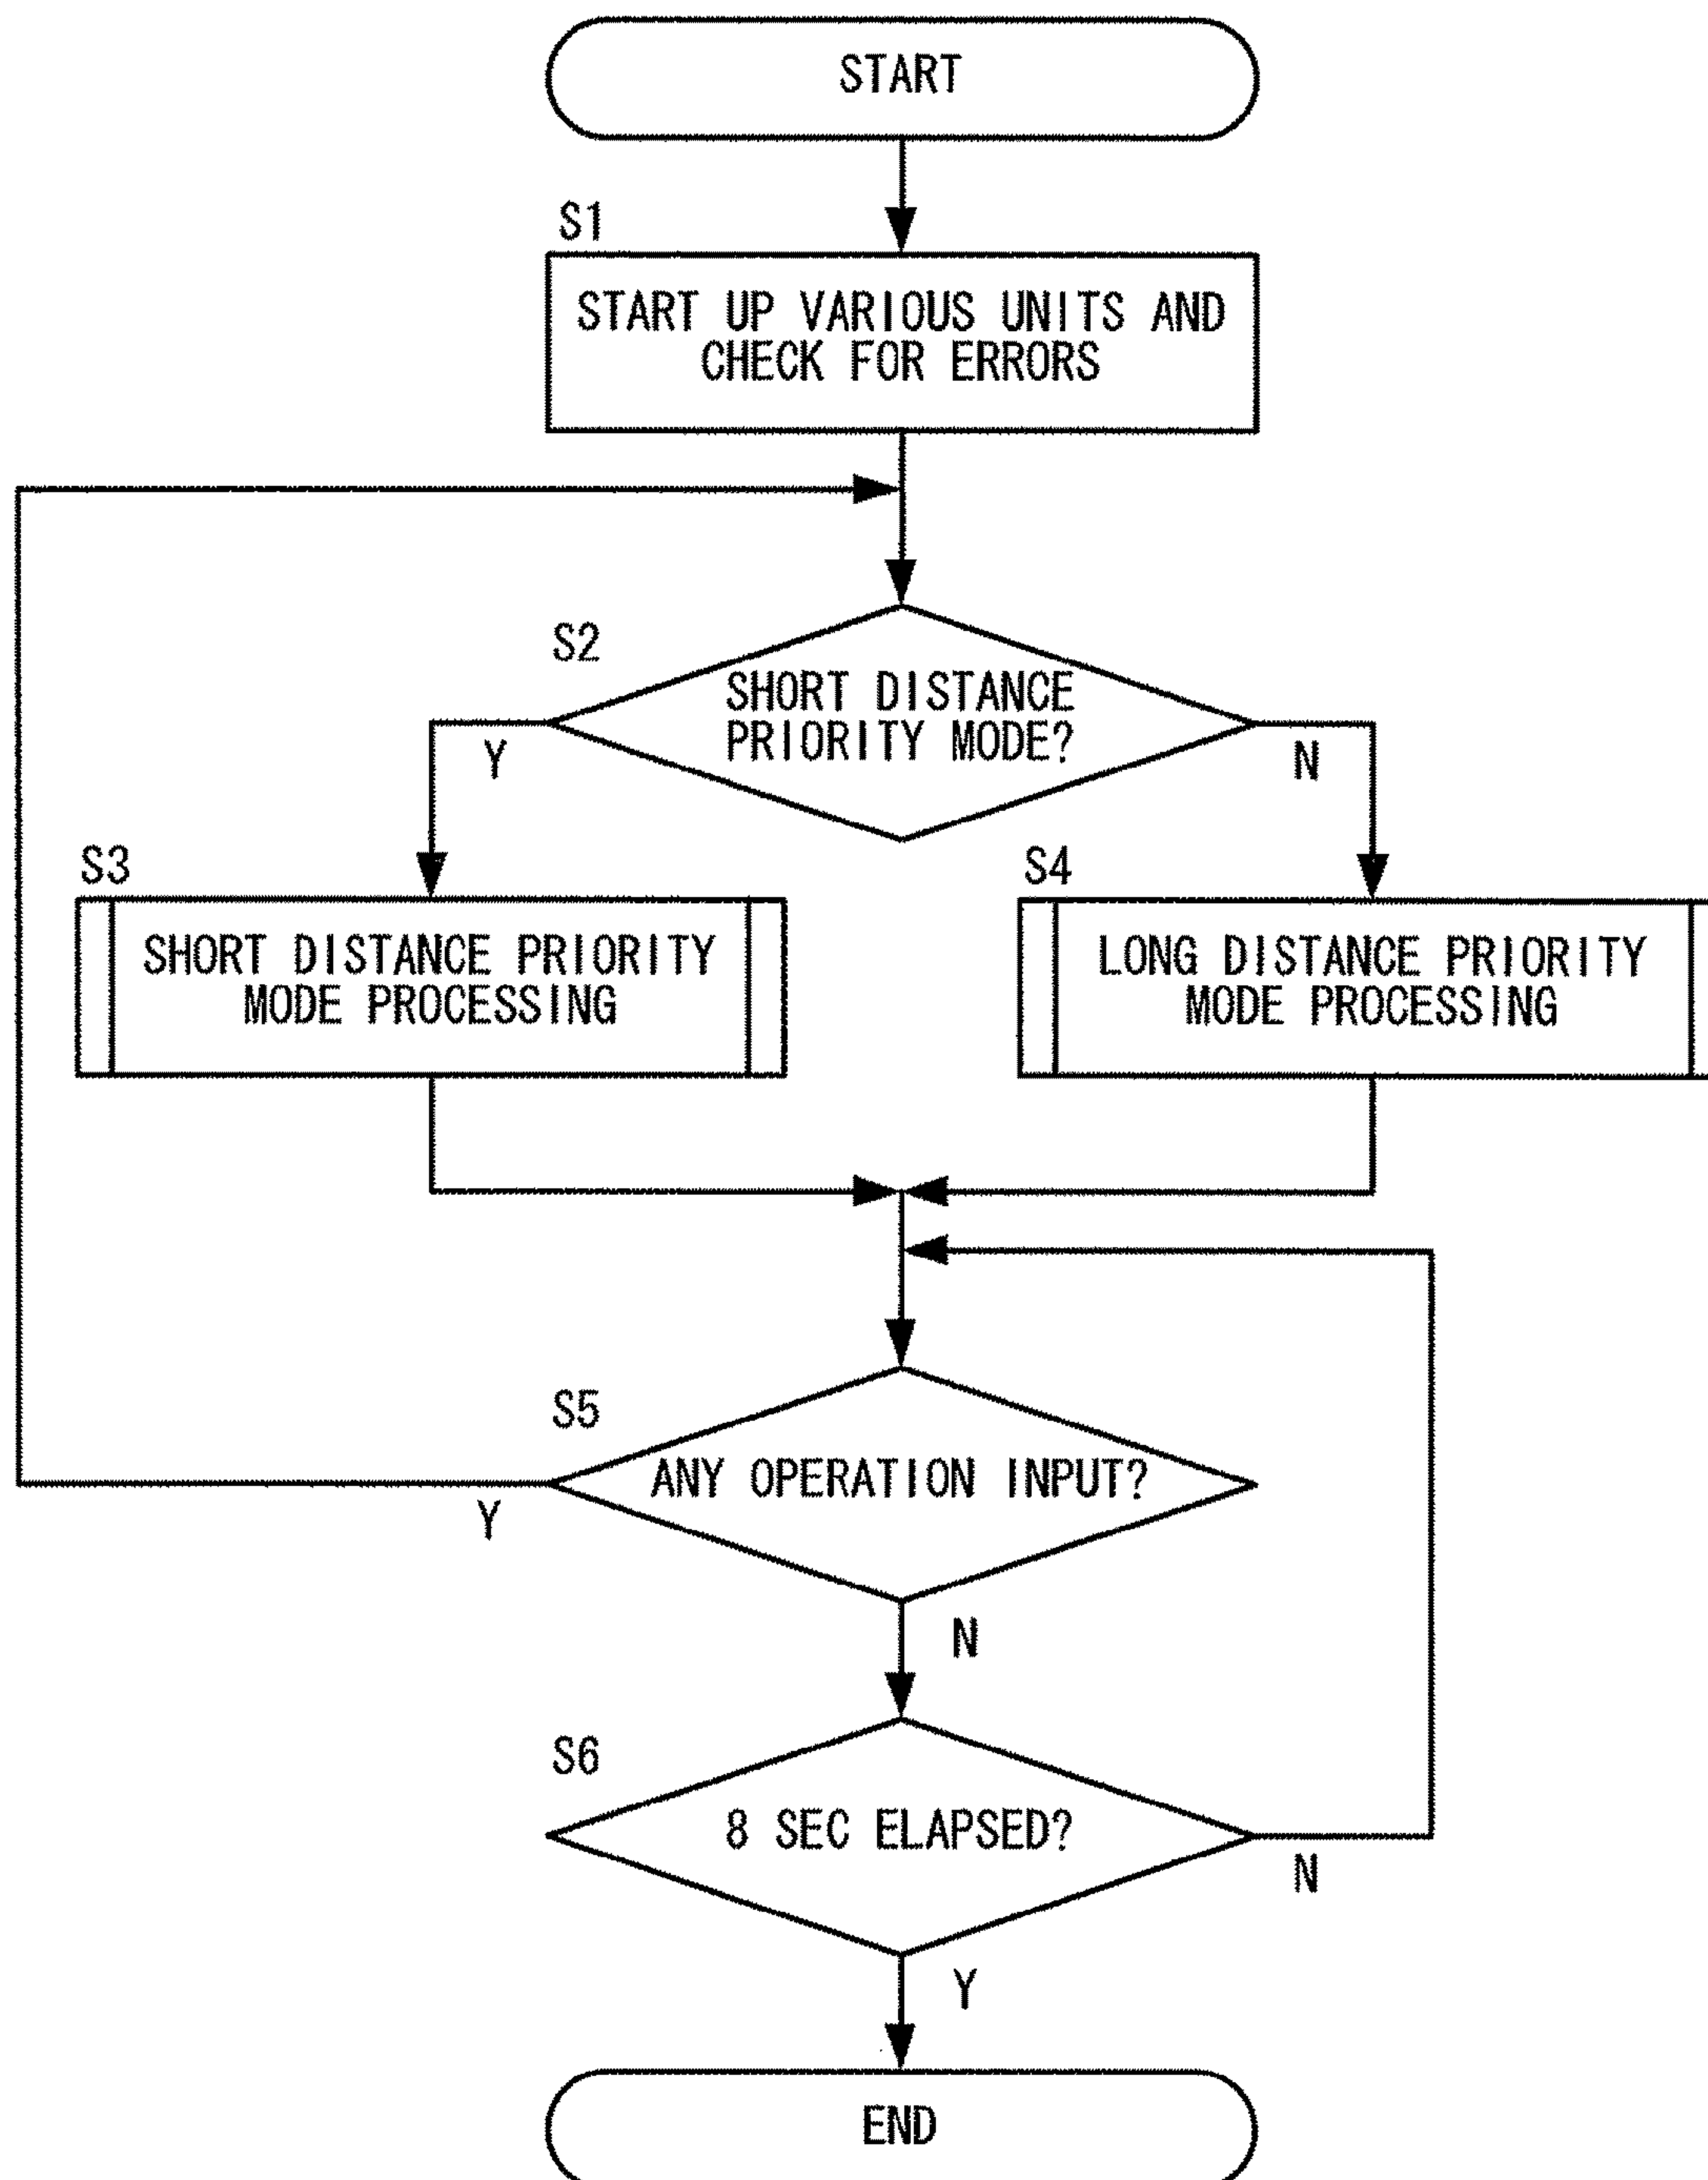 START
S1
START UP VARIOUS UNITS AND
CHECK FOR ERRORS
S2
SHORT DISTANCE
PRIORITY MODE?
Y
N
S3
SHORT DISTANCE PRIORITY
MODE PROCESSING
S4
LONG DISTANCE PRIORITY
MODE PROCESSING
S5
ANY OPERATION INPUT?
Y
N
S6
8 SEC ELAPSED?
N
Y
END